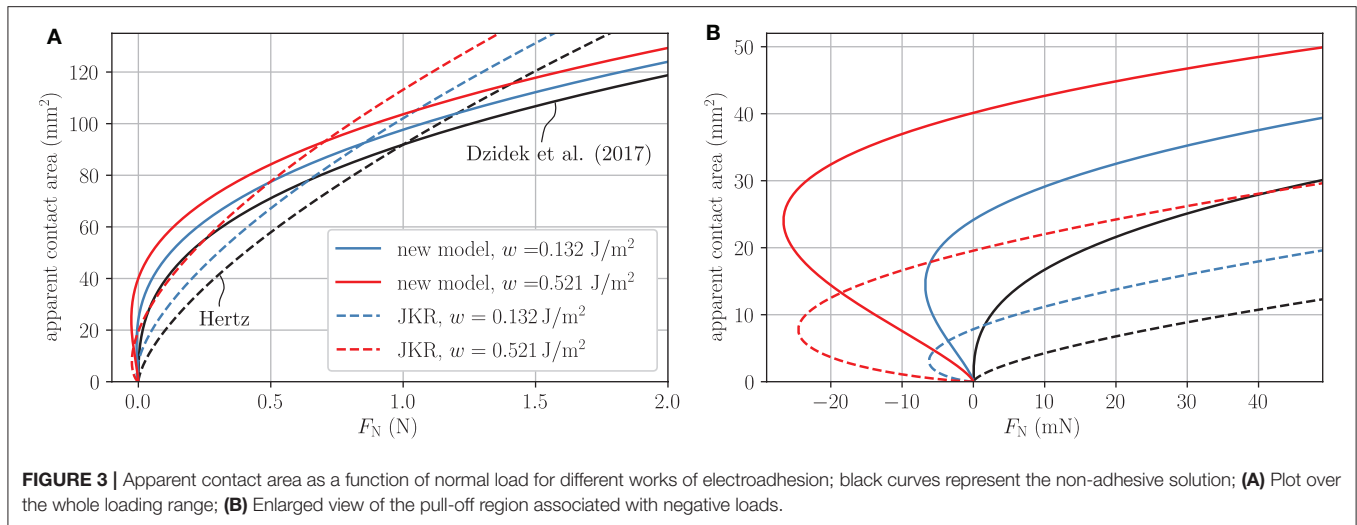 A
apparent contact area (mm²)
120
100
80
60
40
20
0
0.0
0.5
1.0
1.5
2.0
F_N (N)
Dzidek et al. (2017)
Hertz
new model, w =0.132 J/m²
new model, w =0.521 J/m²
JKR, w = 0.132 J/m²
JKR, w = 0.521 J/m²
B
apparent contact area (mm²)
50
40
30
20
10
0
−20
−10
0
10
20
30
40
F_N (mN)
FIGURE 3 | Apparent contact area as a function of normal load for different works of electroadhesion; black curves represent the non-adhesive solution; (A) Plot over
the whole loading range; (B) Enlarged view of the pull-off region associated with negative loads.